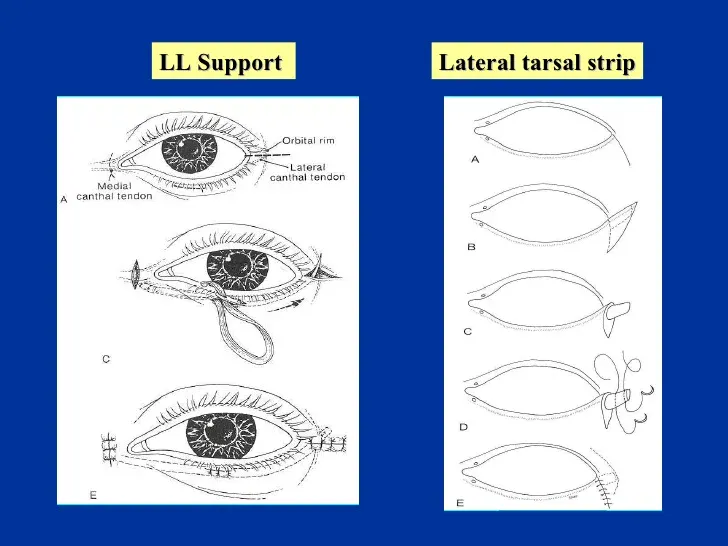 LL Support
Lateral tarsal strip
Orbital rim
Lateral
canthal tendon
Medial
canthal tendon
A
C
E
A
B
C
D
E